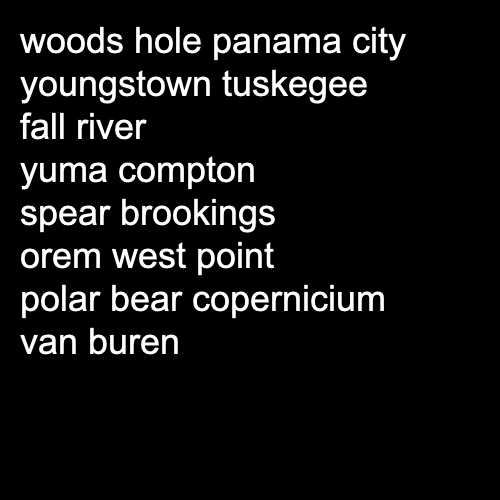 woods hole panama city
youngstown tuskegee
fall river
yuma compton
spear brookings
orem west point
polar bear copernicium
van buren